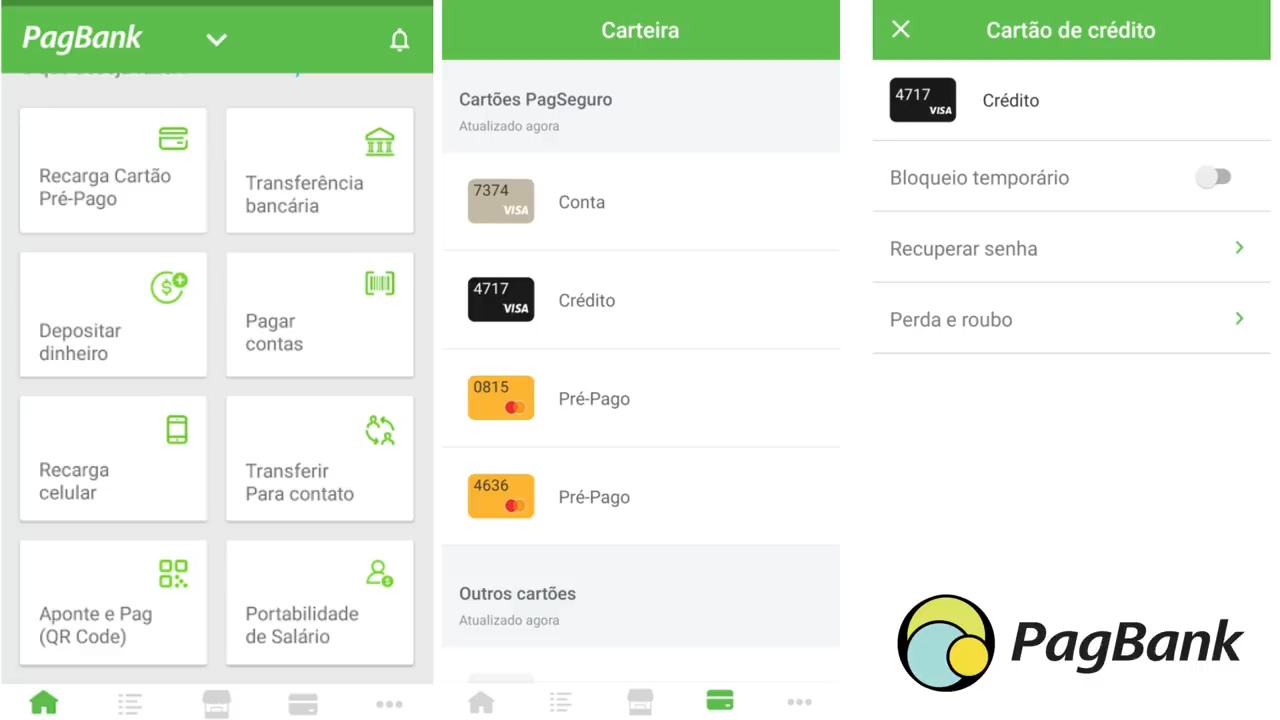 PagBank
Recarga Cartão
Pré-Pago
Transferência
bancária
Depositar
dinheiro
Pagar
contas
Recarga
celular
Transferir
Para contato
Aponte e Pag
(QR Code)
Portabilidade
de Salário
Carteira
Cartões PagSeguro
Atualizado agora
7374
VISA
Conta
4717
VISA
Crédito
0815
Pré-Pago
4636
Pré-Pago
Outros cartões
Atualizado agora
Cartão de crédito
4717
VISA
Crédito
Bloqueio temporário
Recuperar senha
Perda e roubo
PagBank